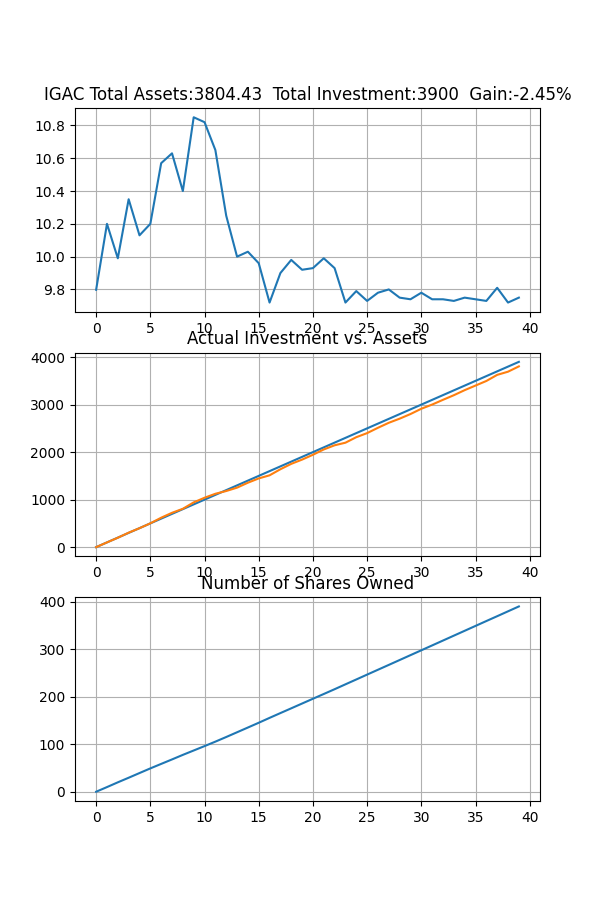 IGAC Total Assets:3804.43  Total Investment:3900  Gain:-2.45%
10.8
10.6
10.4
10.2
10.0
9.8
0 5 10 15 20 25 30 35 40
Actual Investment vs. Assets
4000
3000
2000
1000
0
0 5 10 15 20 25 30 35 40
Number of Shares Owned
400
300
200
100
0
0 5 10 15 20 25 30 35 40